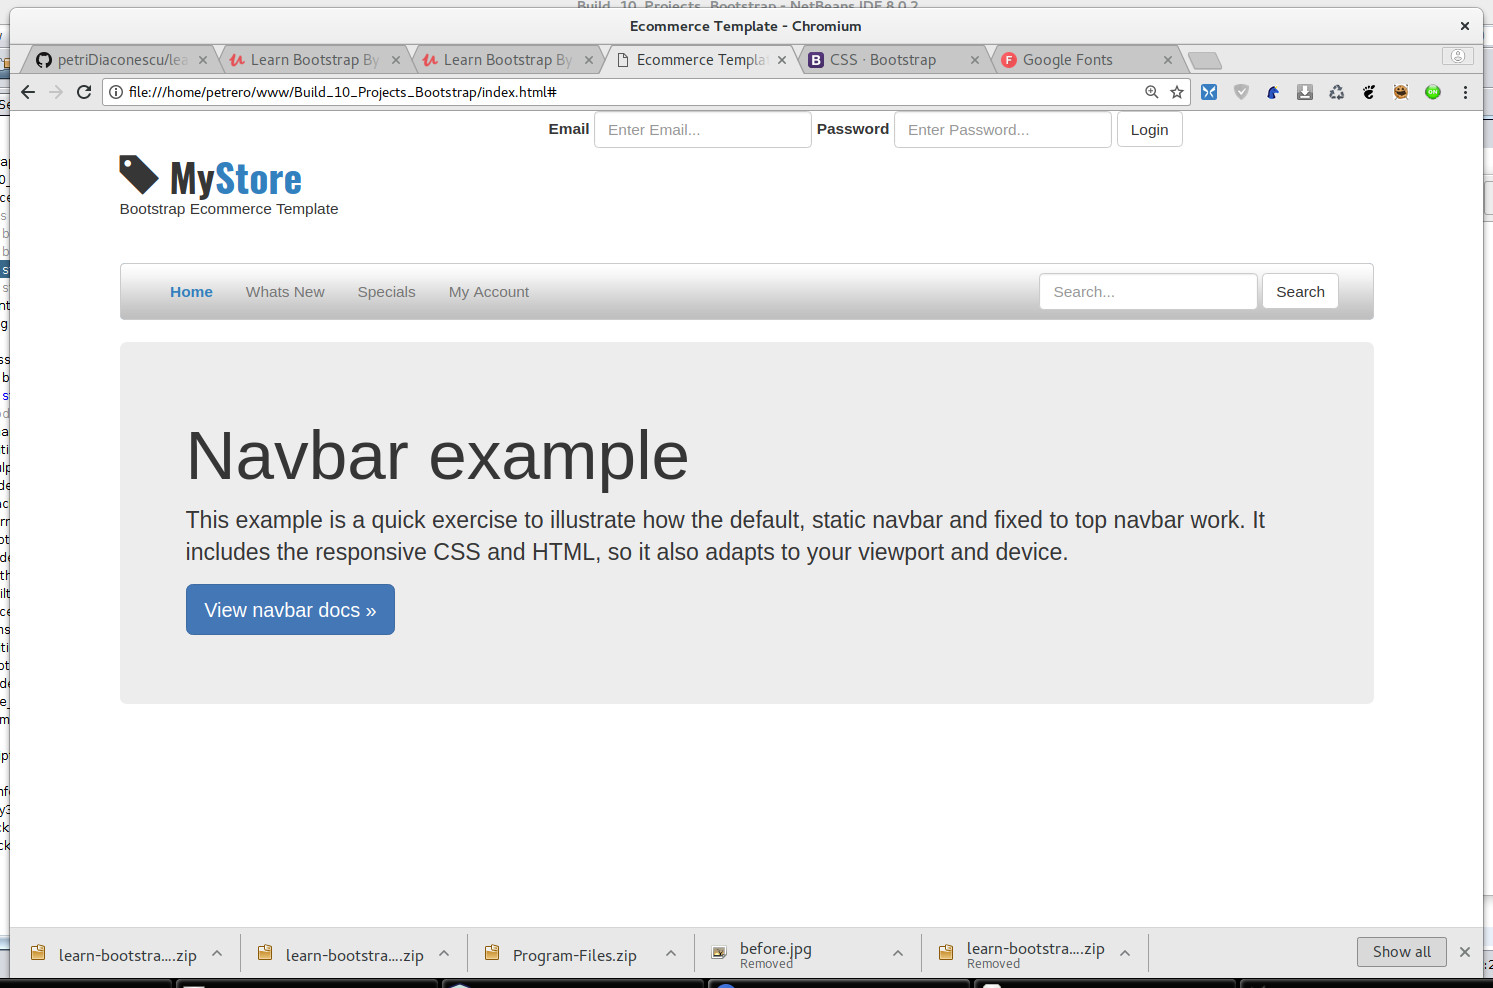 Build_10_Projects_Bootstrap - NetBeans IDE 8.0.2
Ecommerce Template - Chromium
petriDiaconescu/lea
Learn Bootstrap By
Learn Bootstrap By
Ecommerce Templa
CSS · Bootstrap
Google Fonts
file:///home/petrero/www/Build_10_Projects_Bootstrap/index.html#
Email Enter Email... Password Enter Password... Login
MyStore
Bootstrap Ecommerce Template
Home Whats New Specials My Account Search... Search
Navbar example
This example is a quick exercise to illustrate how the default, static navbar and fixed to top navbar work. It
includes the responsive CSS and HTML, so it also adapts to your viewport and device.
View navbar docs »
learn-bootstra....zip
learn-bootstra....zip
Program-Files.zip
before.jpg
Removed
learn-bootstra....zip
Removed
Show all